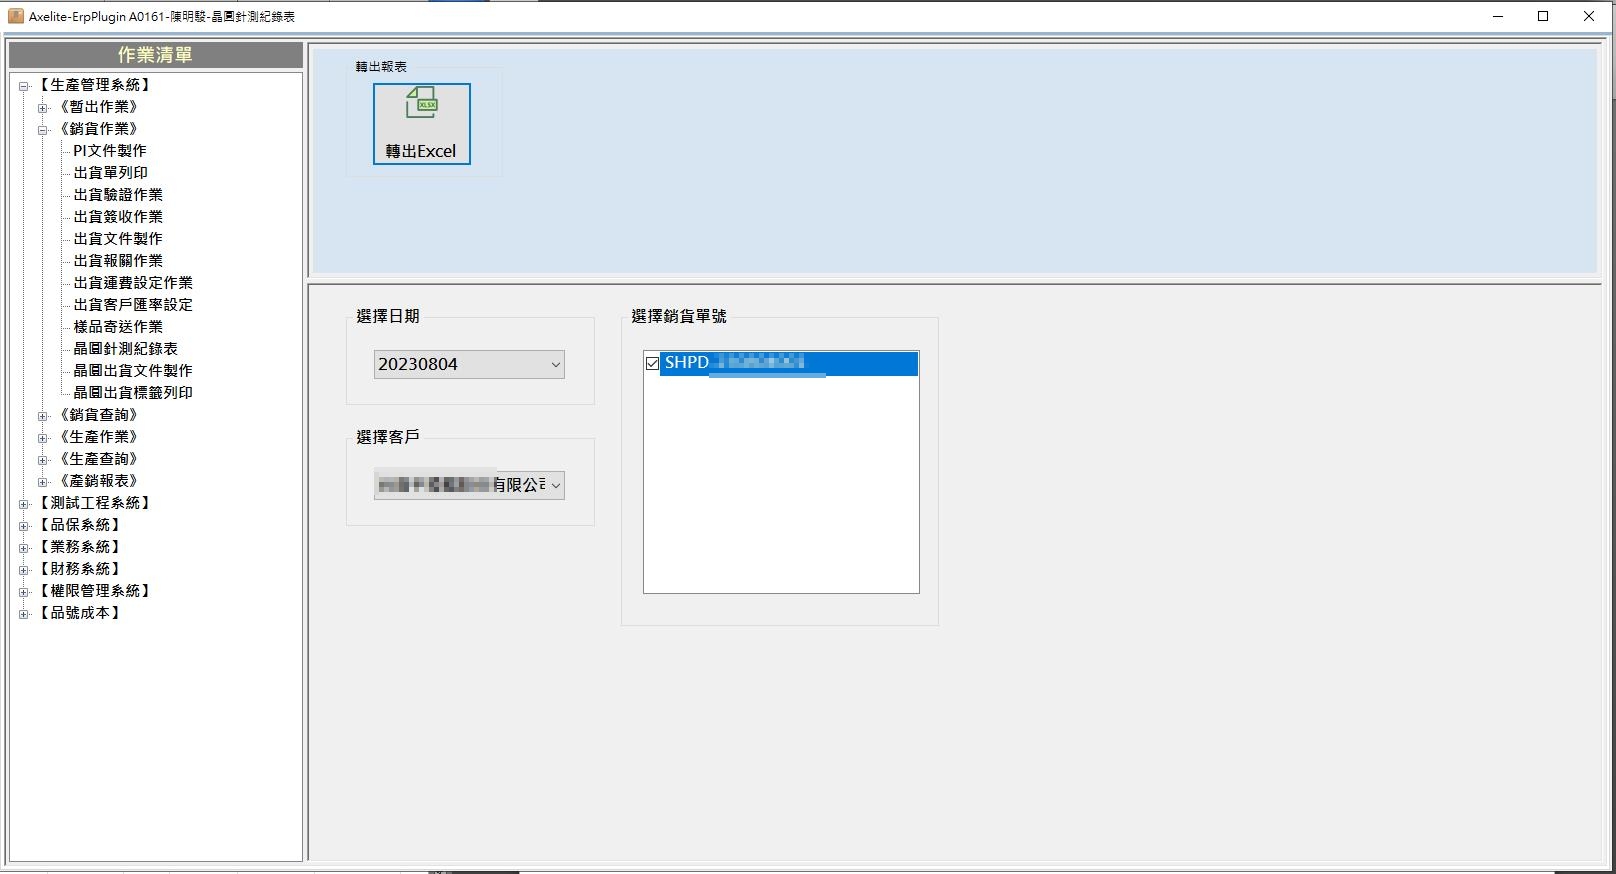 Axelite-ErpPlugin A0161-陳明駿-晶圓針測紀錄表
作業清單
【生產管理系統】
《暫出作業》
《銷貨作業》
PI文件製作
出貨單列印
出貨驗證作業
出貨簽收作業
出貨文件製作
出貨報關作業
出貨運費設定作業
出貨客戶匯率設定
樣品寄送作業
晶圓針測紀錄表
晶圓出貨文件製作
晶圓出貨標籤列印
《銷貨查詢》
《生產作業》
《生產查詢》
《產銷報表》
【測試工程系統】
【品保系統】
【業務系統】
【財務系統】
【權限管理系統】
【品號成本】
轉出報表
XLSX
轉出Excel
選擇日期
20230804
選擇客戶
有限公司
選擇銷貨單號
SHPD